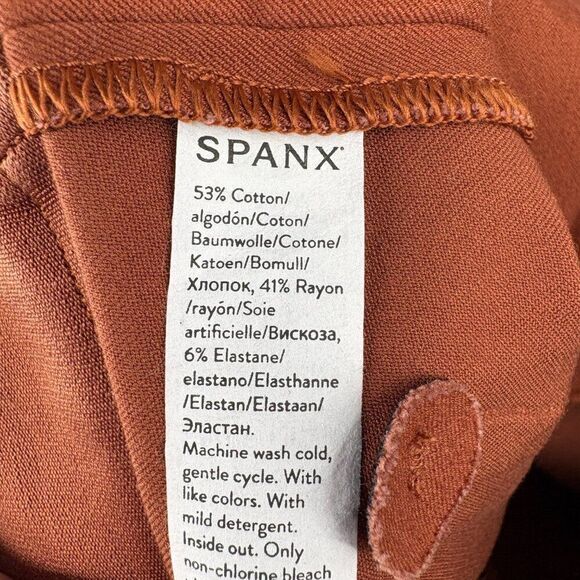 SPANX®
53% Cotton/
algodón/Coton/
Baumwolle/Cotone/
Katoen/Bomull/
Хлопок, 41% Rayon
/rayón/Soie
artificielle/Вискоза,
6% Elastane/
elastano/Elasthanne
/Elastan/Elastaan/
Эластан.
Machine wash cold,
gentle cycle. With
like colors. With
mild detergent.
Inside out. Only
non-chlorine bleach